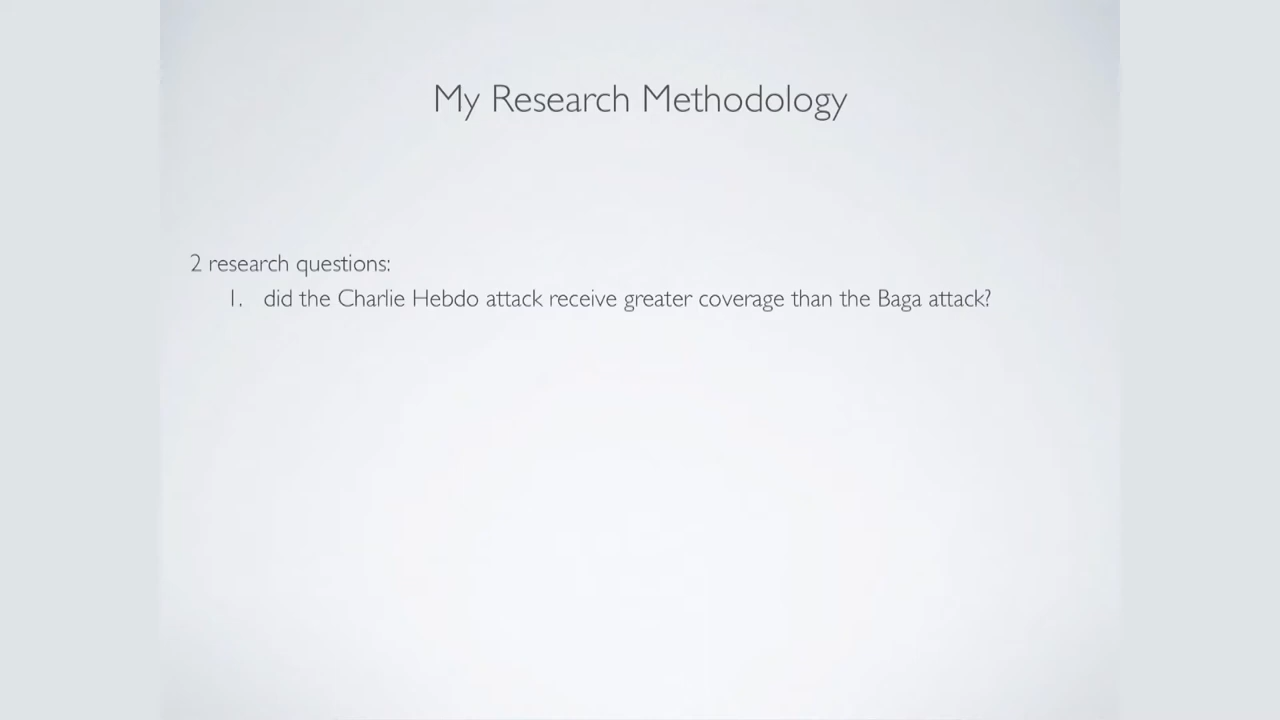 My Research Methodology
2 research questions:
1. did the Charlie Hebdo attack receive greater coverage than the Baga attack?